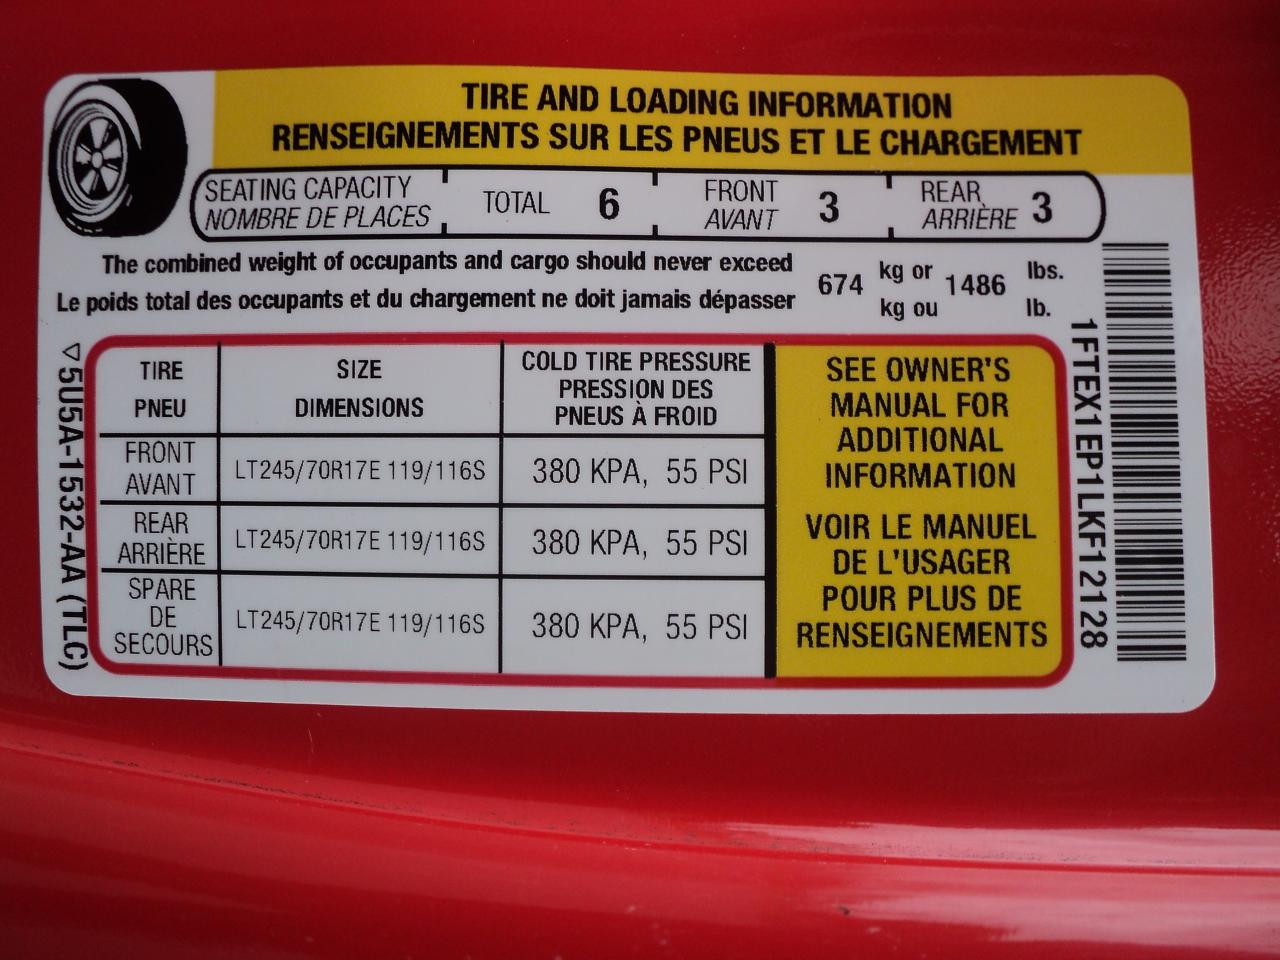 TIRE AND LOADING INFORMATION
RENSEIGNEMENTS SUR LES PNEUS ET LE CHARGEMENT
SEATING CAPACITY TOTAL 6 FRONT 3 REAR 3
NOMBRE DE PLACES AVANT ARRIÈRE
The combined weight of occupants and cargo should never exceed 674 kg or 1486 lbs.
Le poids total des occupants et du chargement ne doit jamais dépasser kg ou lb.
TIRE SIZE COLD TIRE PRESSURE
PNEU DIMENSIONS PRESSION DES
PNEUS À FROID
FRONT
AVANT LT245/70R17E 119/116S 380 KPA, 55 PSI
REAR
ARRIÈRE LT245/70R17E 119/116S 380 KPA, 55 PSI
SPARE
DE
SECOURS LT245/70R17E 119/116S 380 KPA, 55 PSI
SEE OWNER'S
MANUAL FOR
ADDITIONAL
INFORMATION
VOIR LE MANUEL
DE L'USAGER
POUR PLUS DE
RENSEIGNEMENTS
▽5U5A-1532-AA (TLC)
1FTEX1EP1LKF12128